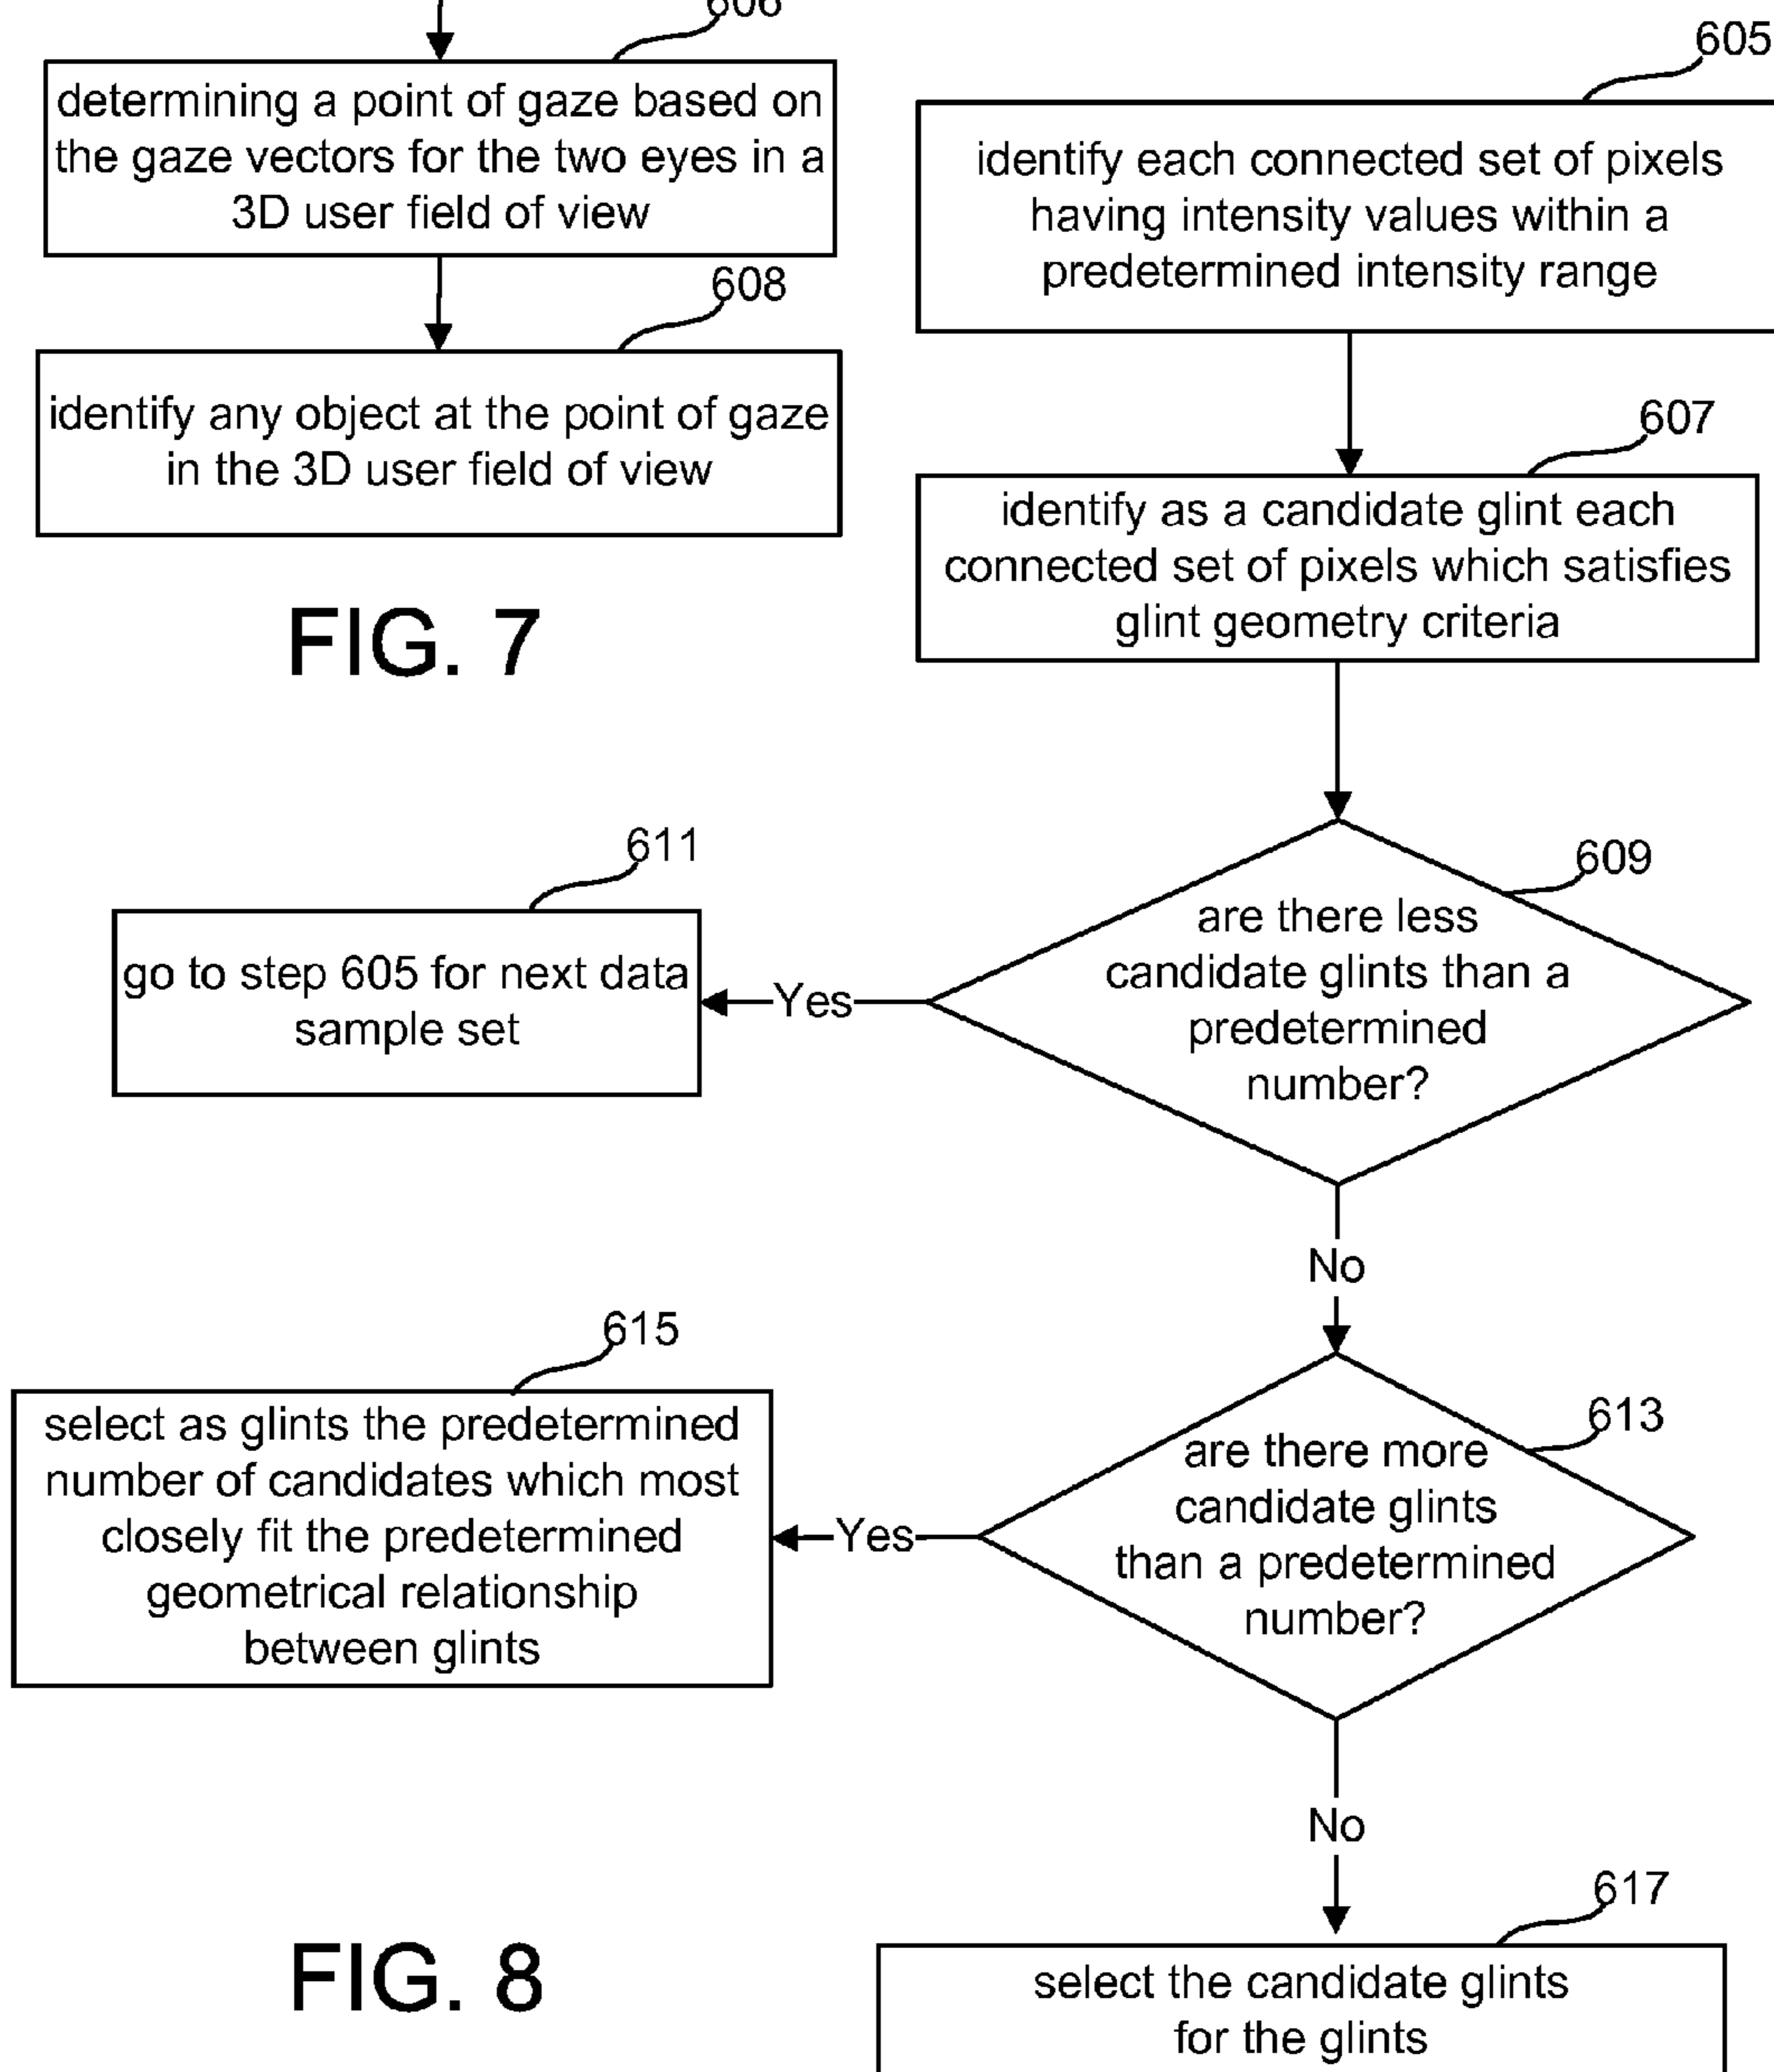 606
determining a point of gaze based on
the gaze vectors for the two eyes in a
3D user field of view
608
identify any object at the point of gaze
in the 3D user field of view
FIG. 7
605
identify each connected set of pixels
having intensity values within a
predetermined intensity range
607
identify as a candidate glint each
connected set of pixels which satisfies
glint geometry criteria
609
are there less
candidate glints than a
predetermined
number?
Yes
611
go to step 605 for next data
sample set
No
613
are there more
candidate glints
than a predetermined
number?
Yes
615
select as glints the predetermined
number of candidates which most
closely fit the predetermined
geometrical relationship
between glints
No
617
select the candidate glints
for the glints
FIG. 8